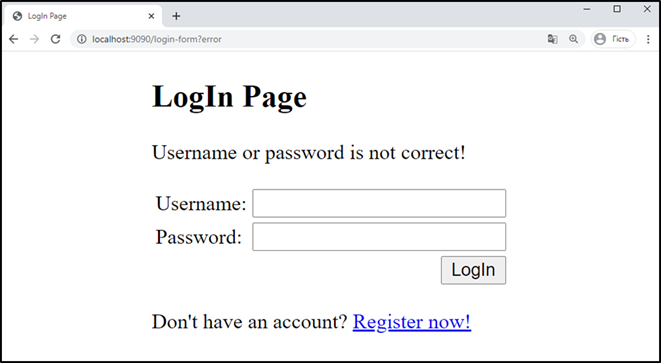 LogIn Page
localhost:9090/login-form?error
Гість
LogIn Page
Username or password is not correct!
Username:
Password:
LogIn
Don't have an account? Register now!